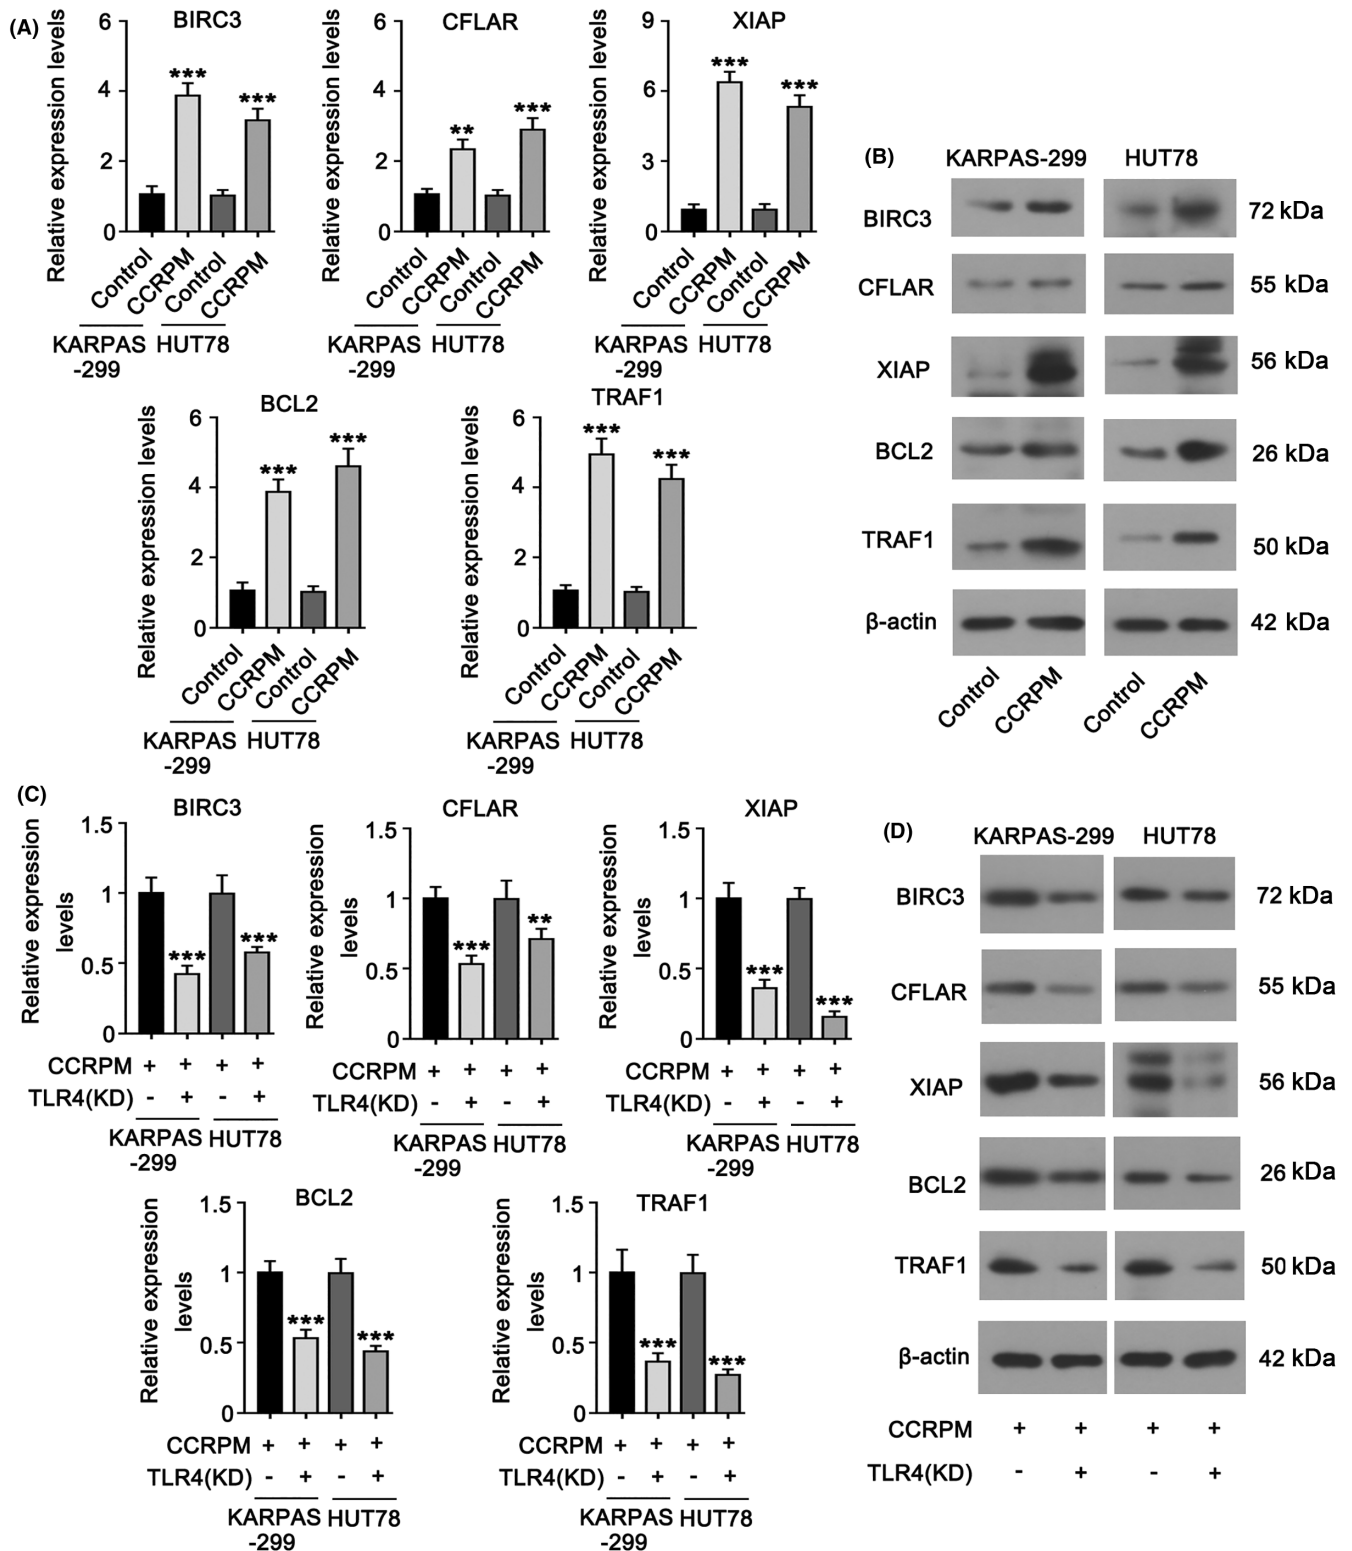 (A)
BIRC3
Relative expression levels
6
4
2
0
***
***
Control
CCRPM
Control
CCRPM
KARPAS
-299
HUT78
CFLAR
Relative expression levels
6
4
2
0
**
***
Control
CCRPM
Control
CCRPM
KARPAS
-299
HUT78
XIAP
Relative expression levels
9
6
3
0
***
***
Control
CCRPM
Control
CCRPM
KARPAS
-299
HUT78
BCL2
Relative expression levels
6
4
2
0
***
***
Control
CCRPM
Control
CCRPM
KARPAS
-299
HUT78
TRAF1
Relative expression levels
6
4
2
0
***
***
Control
CCRPM
Control
CCRPM
KARPAS
-299
HUT78
(B)
KARPAS-299 HUT78
BIRC3 72 kDa
CFLAR 55 kDa
XIAP 56 kDa
BCL2 26 kDa
TRAF1 50 kDa
β-actin 42 kDa
Control
CCRPM
Control
CCRPM
(C)
BIRC3
Relative expression
levels
1.5
1
0.5
0
***
***
CCRPM + + + +
TLR4(KD) - + - +
KARPAS
-299
HUT78
CFLAR
Relative expression
levels
1.5
1
0.5
0
***
**
CCRPM + + + +
TLR4(KD) - + - +
KARPAS
-299
HUT78
XIAP
Relative expression
levels
1.5
1
0.5
0
***
***
CCRPM + + + +
TLR4(KD) - + - +
KARPAS
-299
HUT78
BCL2
Relative expression
levels
1.5
1
0.5
0
***
***
CCRPM + + + +
TLR4(KD) - + - +
KARPAS
-299
HUT78
TRAF1
Relative expression
levels
1.5
1
0.5
0
***
***
CCRPM + + + +
TLR4(KD) - + - +
KARPAS
-299
HUT78
(D)
KARPAS-299 HUT78
BIRC3 72 kDa
CFLAR 55 kDa
XIAP 56 kDa
BCL2 26 kDa
TRAF1 50 kDa
β-actin 42 kDa
CCRPM + + + +
TLR4(KD) - + - +